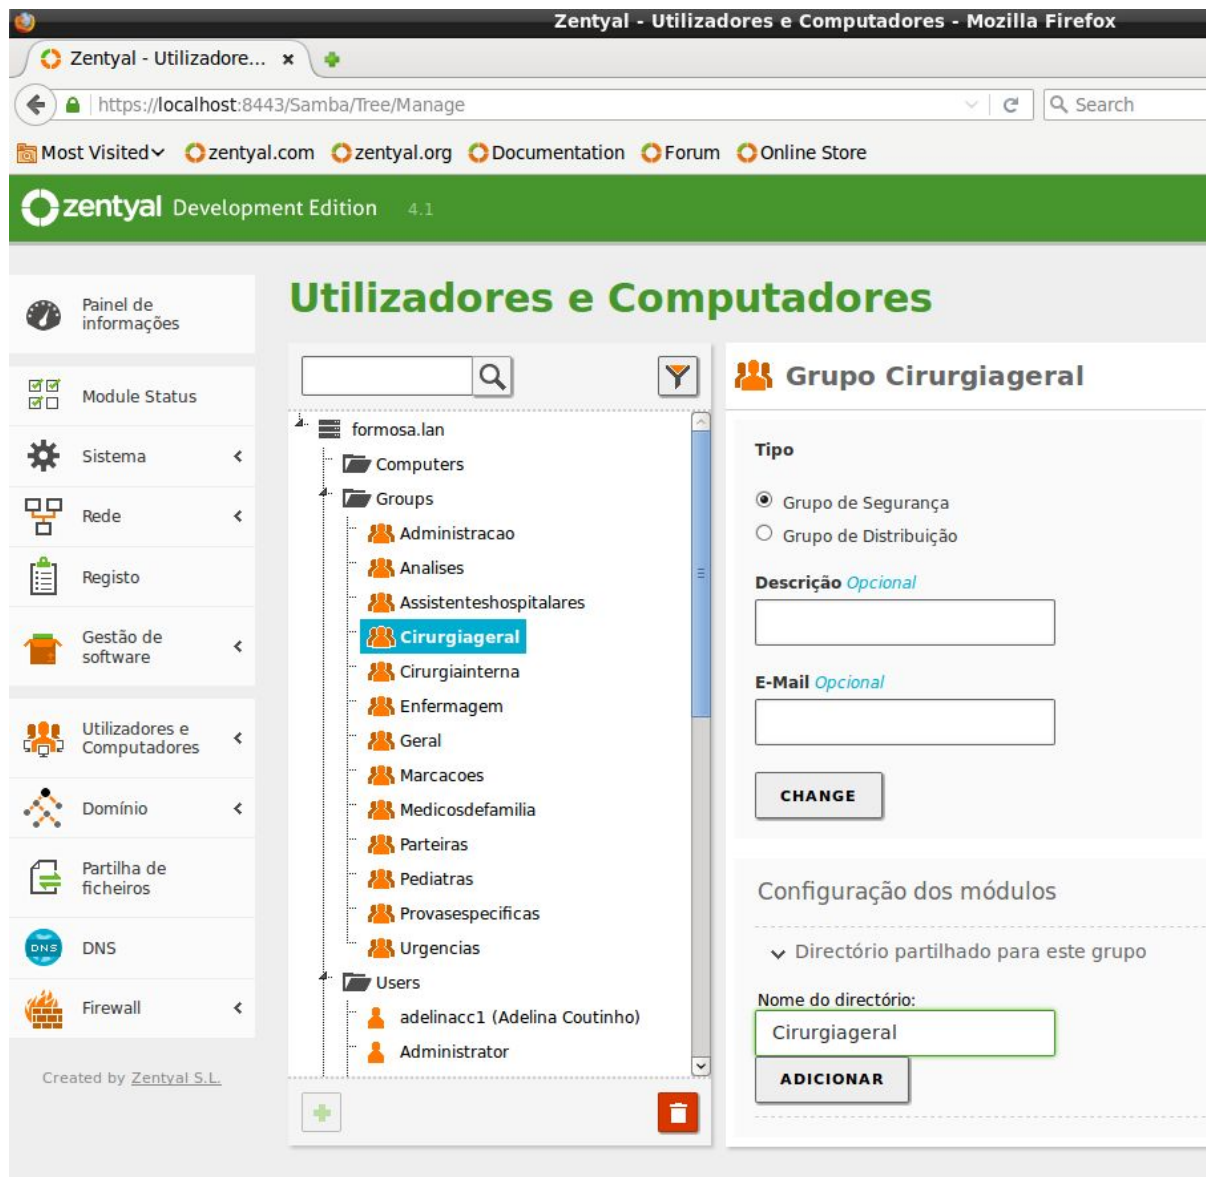 Zentyal - Utilizadores e Computadores - Mozilla Firefox
Zentyal - Utilizadore...
https://localhost:8443/Samba/Tree/Manage
Search
Most Visited
zentyal.com
zentyal.org
Documentation
Forum
Online Store
zentyal Development Edition 4.1
Painel de
informações
Module Status
Sistema
Rede
Registo
Gestão de
software
Utilizadores e
Computadores
Domínio
Partilha de
ficheiros
DNS
DNS
Firewall
Created by Zentyal S.L.
Utilizadores e Computadores
formosa.lan
Computers
Groups
Administracao
Analises
Assistenteshospitalares
Cirurgiageral
Cirurgiainterna
Enfermagem
Geral
Marcacoes
Medicosdefamilia
Parteiras
Pediatras
Provasespecificas
Urgencias
Users
adelinacc1 (Adelina Coutinho)
Administrator
Grupo Cirurgiageral
Tipo
Grupo de Segurança
Grupo de Distribuição
Descrição Opcional
E-Mail Opcional
CHANGE
Configuração dos módulos
Directório partilhado para este grupo
Nome do directório:
Cirurgiageral
ADICIONAR